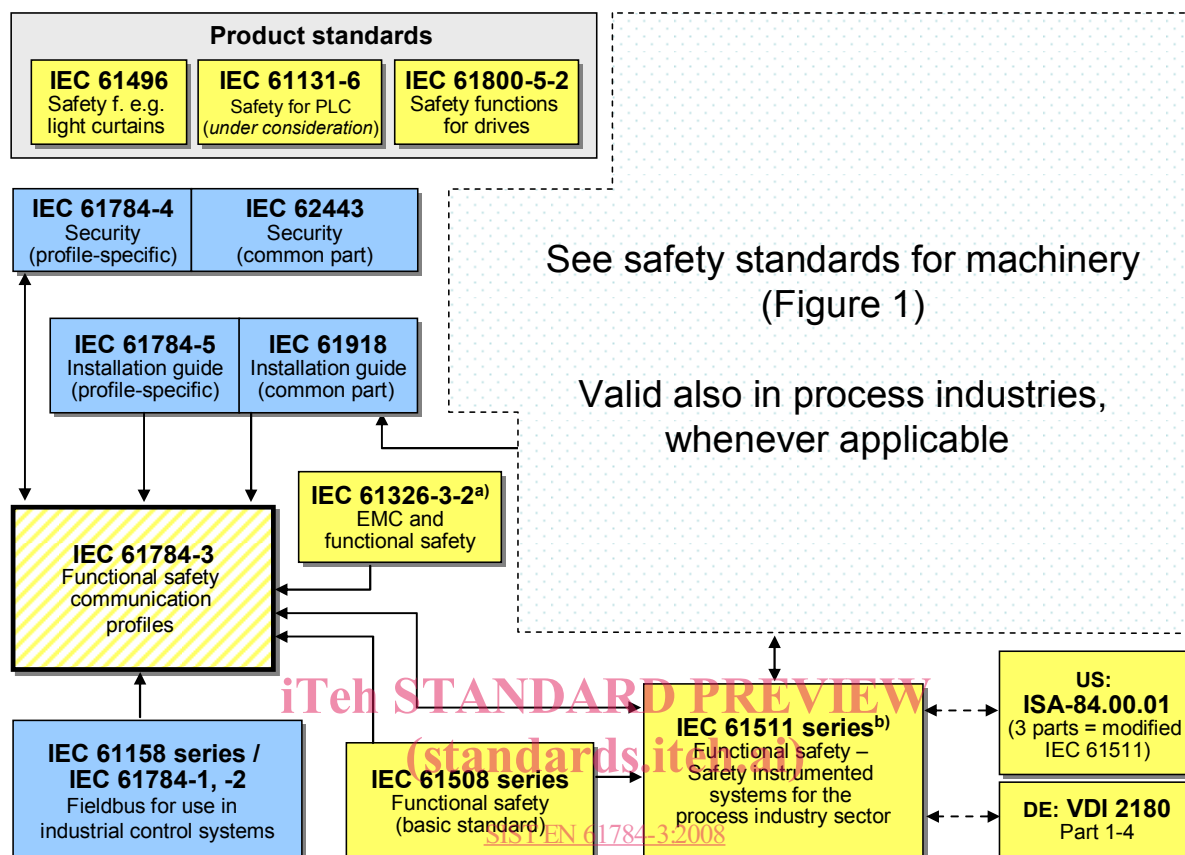 Product standards
IEC 61496
Safety f. e.g.
light curtains
IEC 61131-6
Safety for PLC
(under consideration)
IEC 61800-5-2
Safety functions
for drives
IEC 61784-4
Security
(profile-specific)
IEC 62443
Security
(common part)
See safety standards for machinery
(Figure 1)
Valid also in process industries,
whenever applicable
IEC 61784-5
Installation guide
(profile-specific)
IEC 61918
Installation guide
(common part)
IEC 61326-3-2a)
EMC and
functional safety
IEC 61784-3
Functional safety
communication
profiles
iTeh STANDARD PREVIEW
(standards.iteh.ai)
SIST EN 61784-3:2008
IEC 61158 series /
IEC 61784-1, -2
Fieldbus for use in
industrial control systems
IEC 61508 series
Functional safety
(basic standard)
IEC 61511 seriesb)
Functional safety –
Safety instrumented
systems for the
process industry sector
US:
ISA-84.00.01
(3 parts = modified
IEC 61511)
DE: VDI 2180
Part 1-4